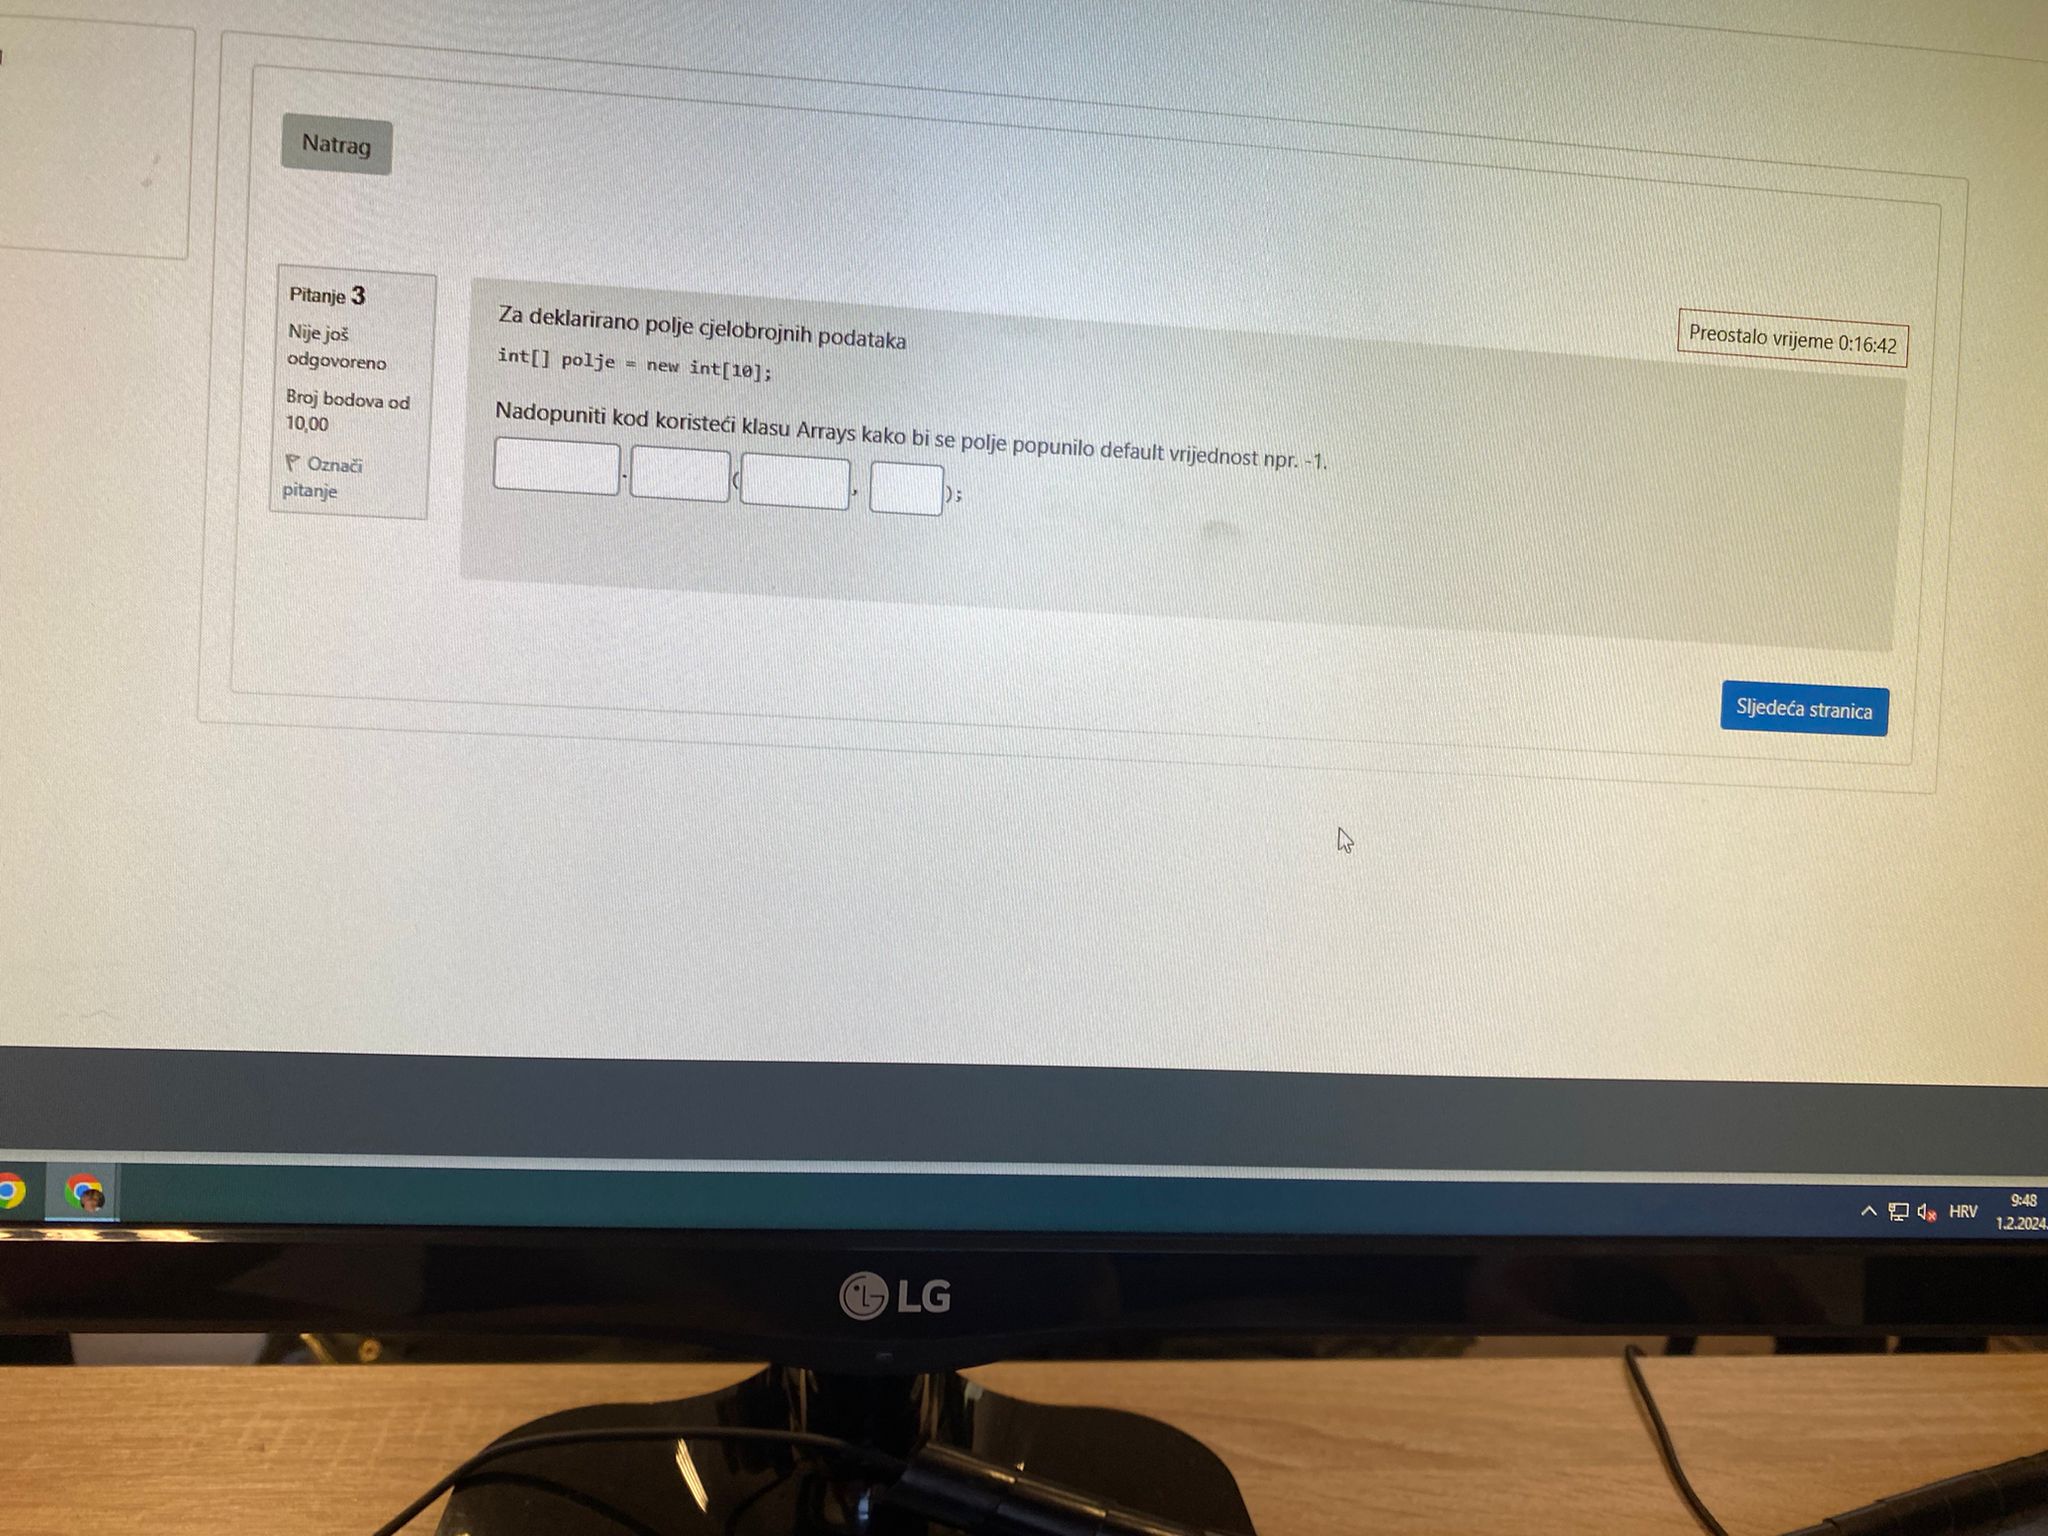 Natrag
Pitanje 3
Nije još
odgovoreno
Broj bodova od
10,00
Označi
pitanje
Za deklarirano polje cjelobrojnih podataka
int[] polje = new int[10];
Nadopuniti kod koristeći klasu Arrays kako bi se polje popunilo default vrijednost npr. -1.
. ( , );
Preostalo vrijeme 0:16:42
Sljedeća stranica
HRV
9:48
1.2.2024.
LG